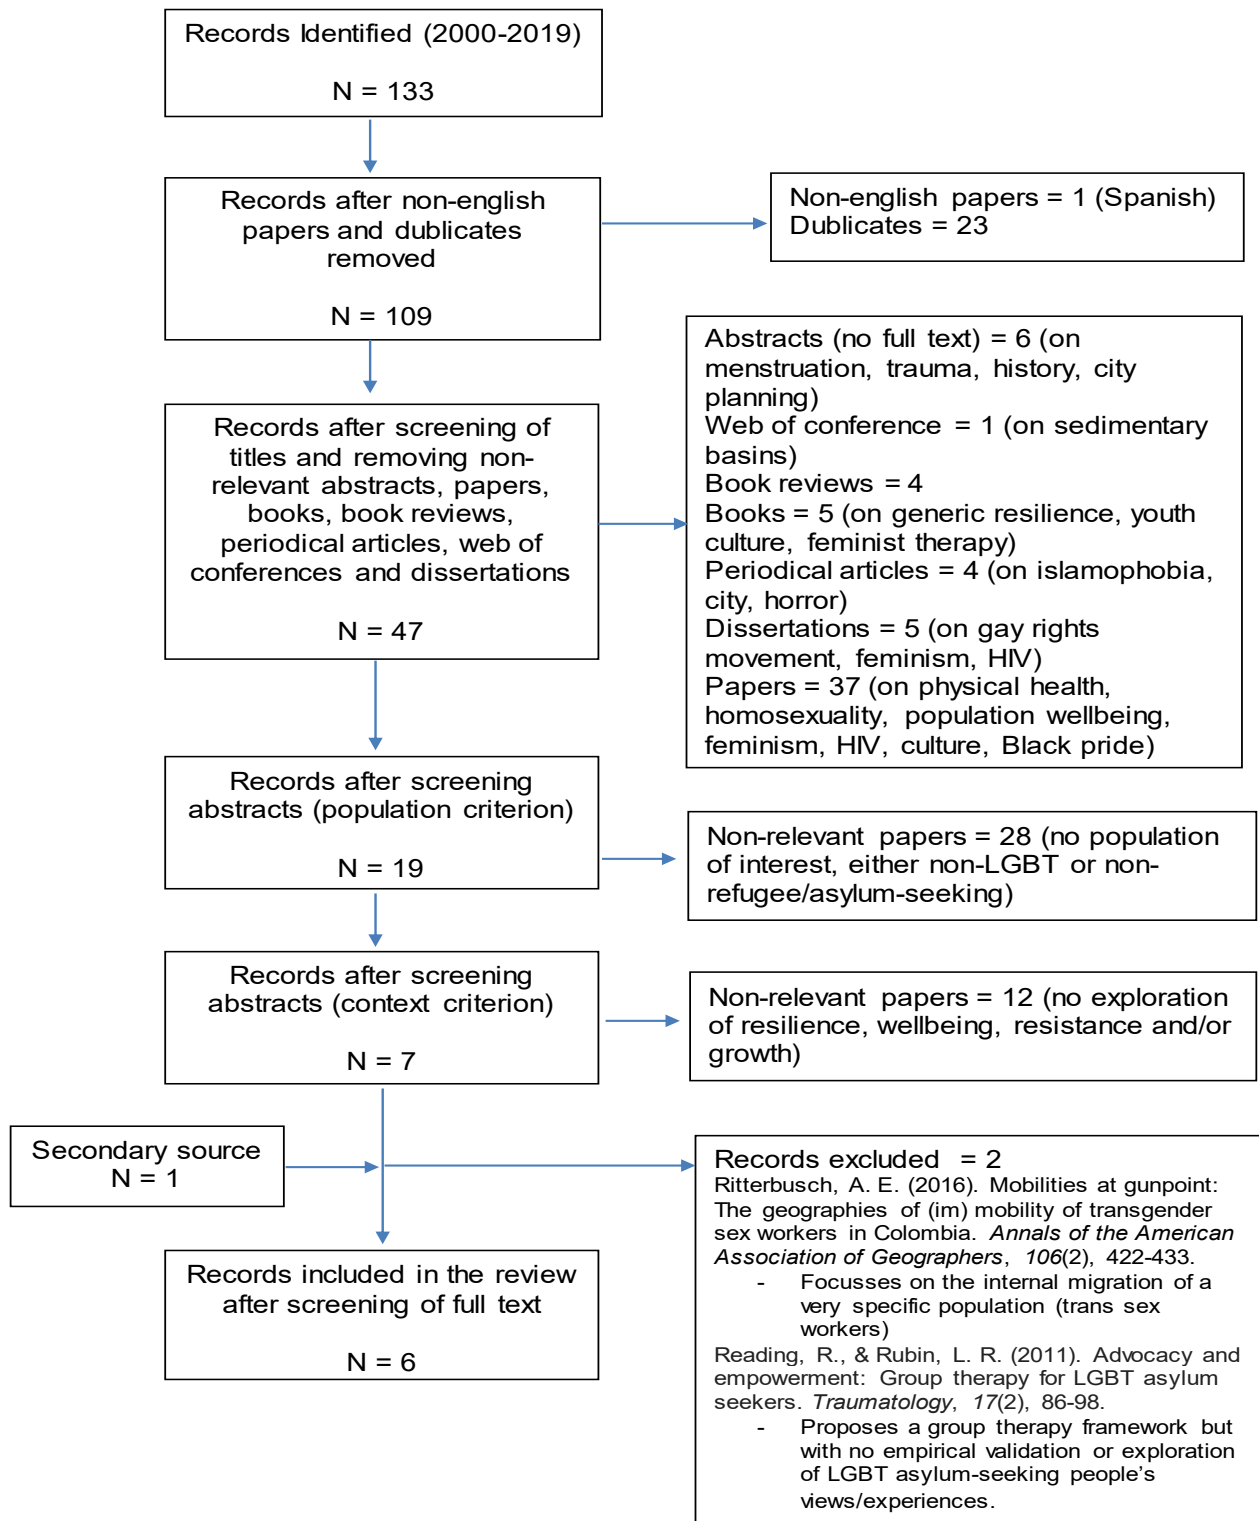 Records Identified (2000-2019)
N = 133
Records after non-english
papers and dublicates
removed
N = 109
Non-english papers = 1 (Spanish)
Dublicates = 23
Records after screening of
titles and removing non-
relevant abstracts, papers,
books, book reviews,
periodical articles, web of
conferences and dissertations
N = 47
Abstracts (no full text) = 6 (on
menstruation, trauma, history, city
planning)
Web of conference = 1 (on sedimentary
basins)
Book reviews = 4
Books = 5 (on generic resilience, youth
culture, feminist therapy)
Periodical articles = 4 (on islamophobia,
city, horror)
Dissertations = 5 (on gay rights
movement, feminism, HIV)
Papers = 37 (on physical health,
homosexuality, population wellbeing,
feminism, HIV, culture, Black pride)
Records after screening
abstracts (population criterion)
N = 19
Non-relevant papers = 28 (no population
of interest, either non-LGBT or non-
refugee/asylum-seeking)
Records after screening
abstracts (context criterion)
N = 7
Non-relevant papers = 12 (no exploration
of resilience, wellbeing, resistance and/or
growth)
Secondary source
N = 1
Records excluded = 2
Ritterbusch, A. E. (2016). Mobilities at gunpoint:
The geographies of (im) mobility of transgender
sex workers in Colombia. Annals of the American
Association of Geographers, 106(2), 422-433.
- Focusses on the internal migration of a
very specific population (trans sex
workers)
Reading, R., & Rubin, L. R. (2011). Advocacy and
empowerment: Group therapy for LGBT asylum
seekers. Traumatology, 17(2), 86-98.
- Proposes a group therapy framework but
with no empirical validation or exploration
of LGBT asylum-seeking people's
views/experiences.
Records included in the review
after screening of full text
N = 6